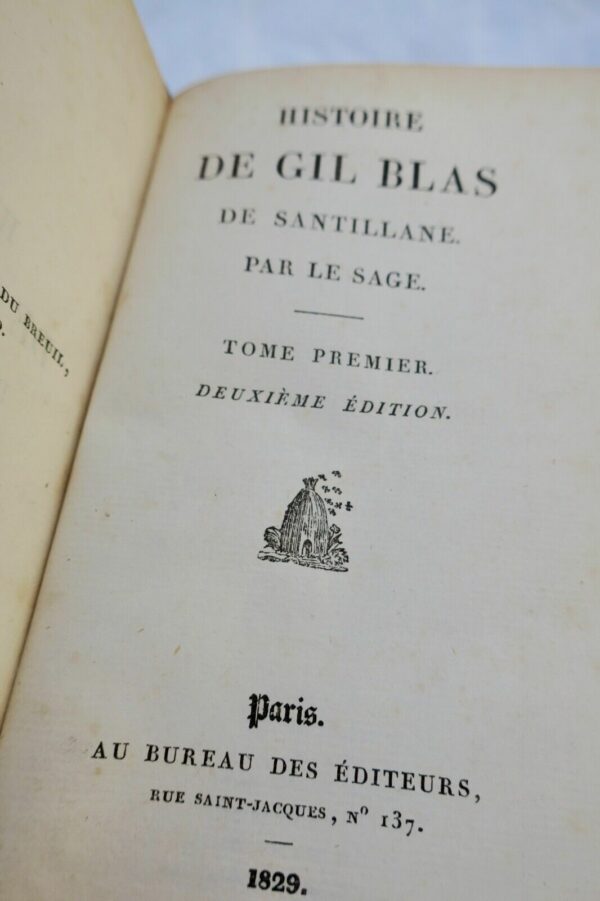 DU BREUIL,
HISTOIRE
DE GIL BLAS
DE SANTILLANE.
PAR LE SAGE.
TOME PREMIER.
DEUXIÈME ÉDITION.
Paris.
AU BUREAU DES ÉDITEURS,
RUE SAINT-JACQUES, Nº 137.
1829.